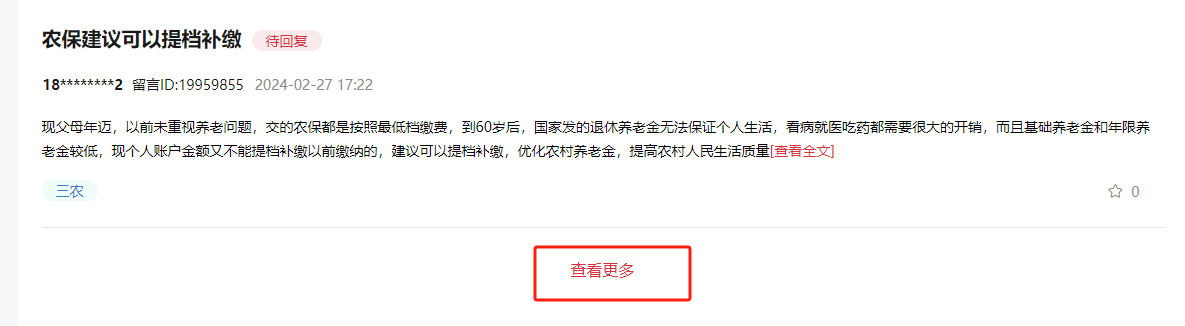 农保建议可以提档补缴 待回复
18********2 留言ID:19959855 2024-02-27 17:22
现父母年迈，以前未重视养老问题，交的农保都是按照最低档缴费，到60岁后，国家发的退休养老金无法保证个人生活，看病就医吃药都需要很大的开销，而且基础养老金和年限养
老金较低，现个人账户金额又不能提档补缴以前缴纳的，建议可以提档补缴，优化农村养老金，提高农村人民生活质量[查看全文]
三农 0
查看更多